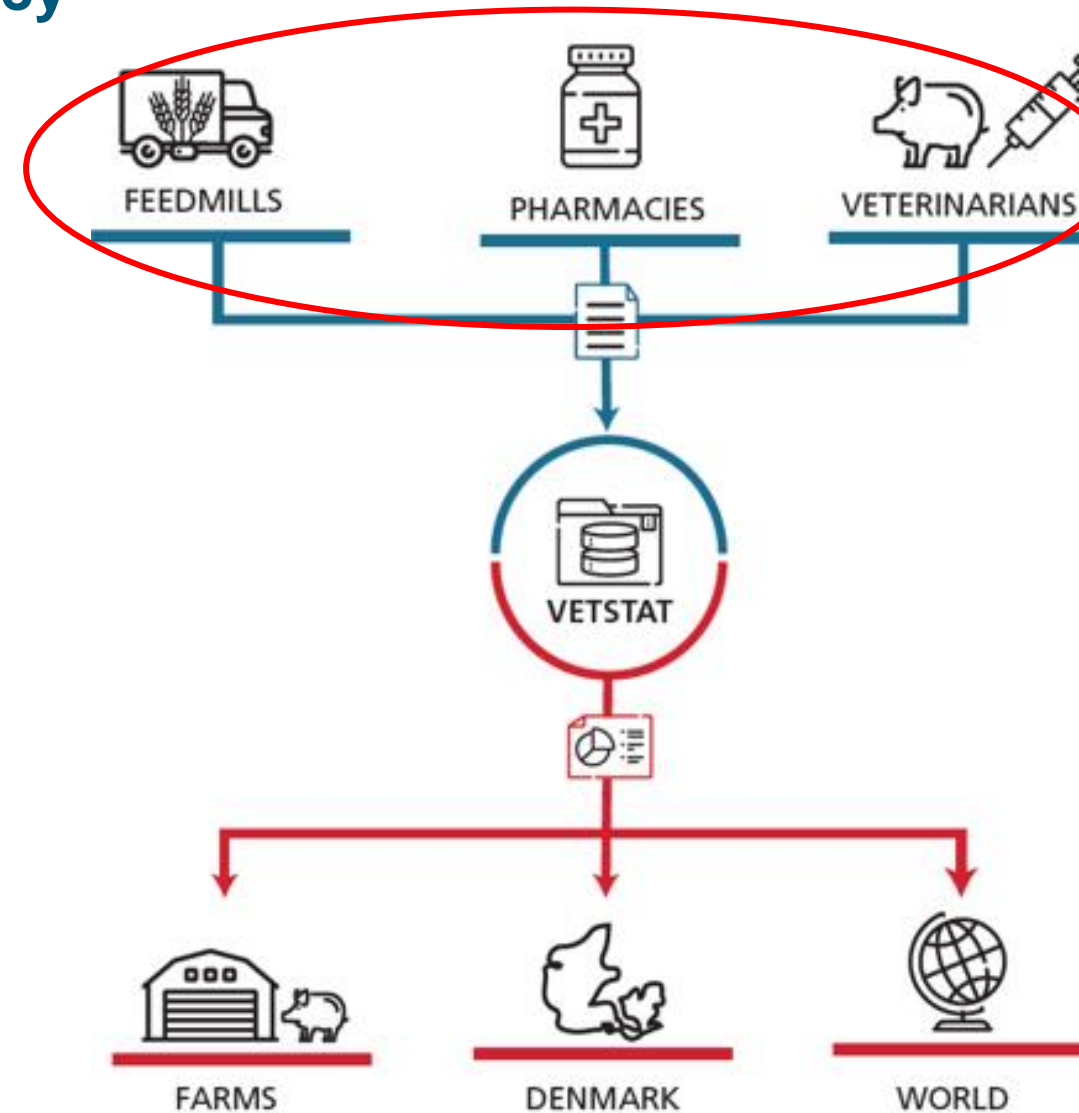 FEEDMILLS
PHARMACIES
VETERINARIANS
VETSTAT
FARMS
DENMARK
WORLD